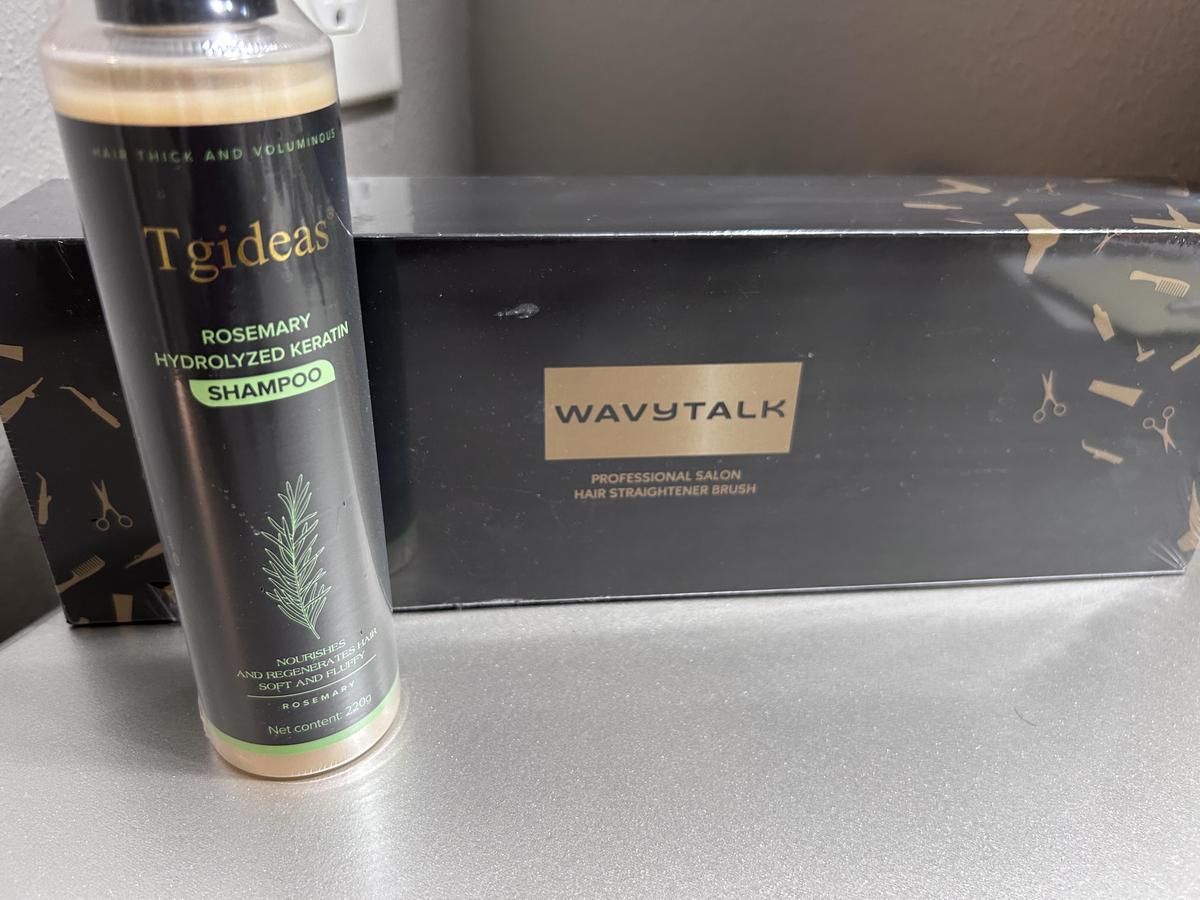 HAIR THICK AND VOLUMINOUS
Tgideas®
ROSEMARY
HYDROLYZED KERATIN
SHAMPOO
NOURISHES
AND REGENERATES HAIR
SOFT AND FLUFFY
ROSEMARY
Net content: 220g
WAVYTALK
PROFESSIONAL SALON
HAIR STRAIGHTENER BRUSH